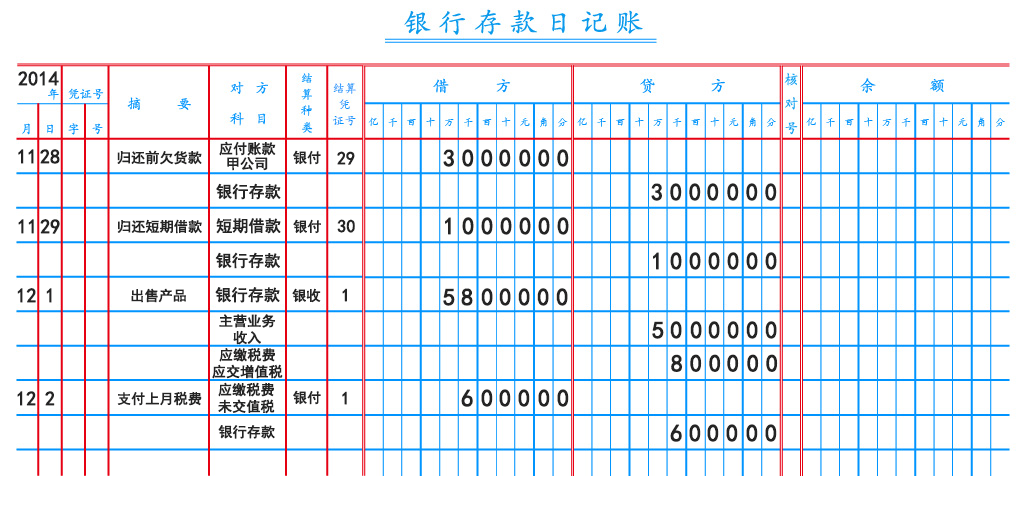 银行存款日记账
2014年 凭证号 摘 要 对 方 科 目 结算种类 结算凭证号 借 方 贷 方 核对号 余 额
月 日 字 号 亿 千 百 十 万 千 百 十 元 角 分 亿 千 百 十 万 千 百 十 元 角 分 亿 千 百 十 万 千 百 十 元 角 分
11 28 归还前欠货款 应付账款 甲公司 银付 29 3000000
银行存款 3000000
11 29 归还短期借款 短期借款 银付 30 1000000
银行存款 1000000
12 1 出售产品 银行存款 银收 1 5800000
主营业务
收入 5000000
应缴税费
应交增值税 800000
12 2 支付上月税费 应缴税费 未交值税 银付 1 600000
银行存款 600000